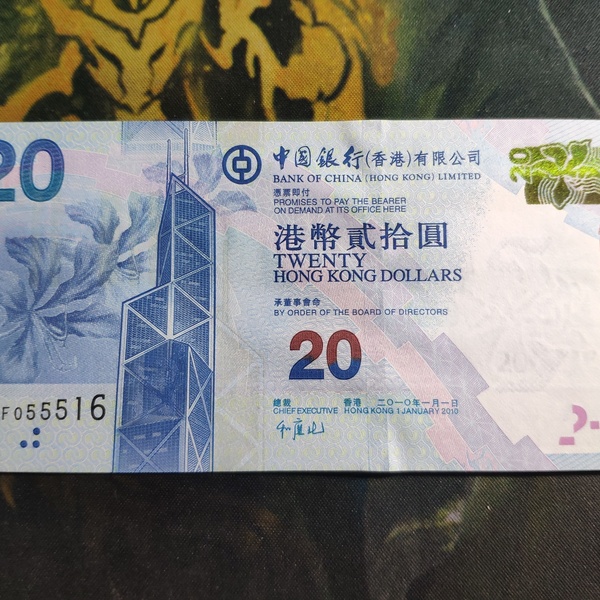 20
中國銀行(香港)有限公司
BANK OF CHINA (HONG KONG) LIMITED
憑票即付
PROMISES TO PAY THE BEARER
ON DEMAND AT ITS OFFICE HERE
港幣貳拾圓
TWENTY
HONG KONG DOLLARS
承董事會命
BY ORDER OF THE BOARD OF DIRECTORS
20
總裁 香港 二〇一〇年一月一日
CHIEF EXECUTIVE HONG KONG 1 JANUARY 2010
F055516
20